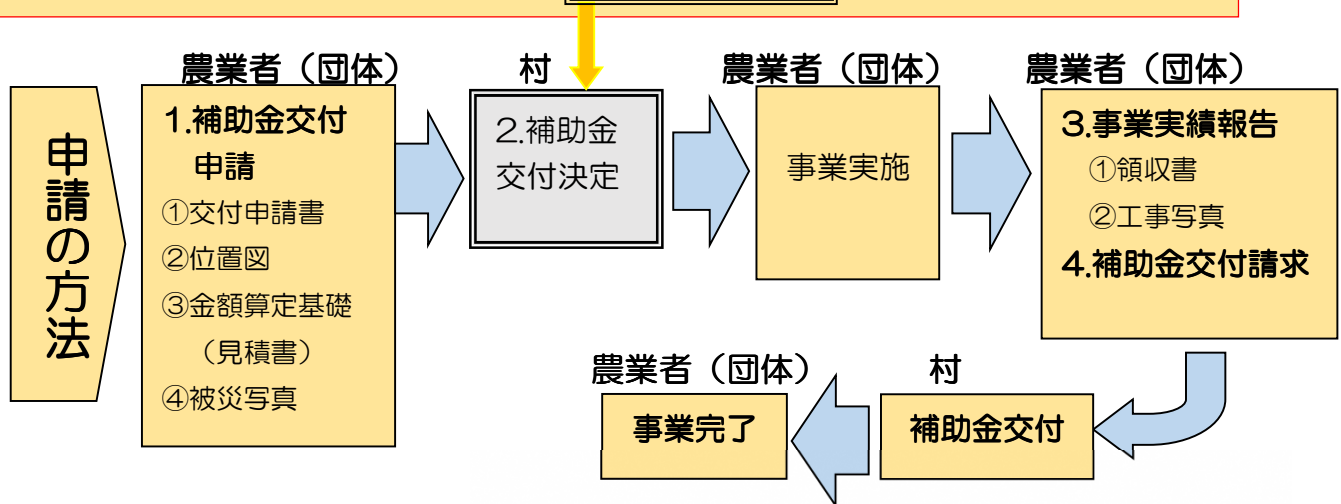 申請の方法
農業者（団体）
1.補助金交付
申請
①交付申請書
②位置図
③金額算定基礎
（見積書）
④被災写真
村
2.補助金
交付決定
農業者（団体）
事業実施
農業者（団体）
3.事業実績報告
①領収書
②工事写真
4.補助金交付請求
村
補助金交付
農業者（団体）
事業完了